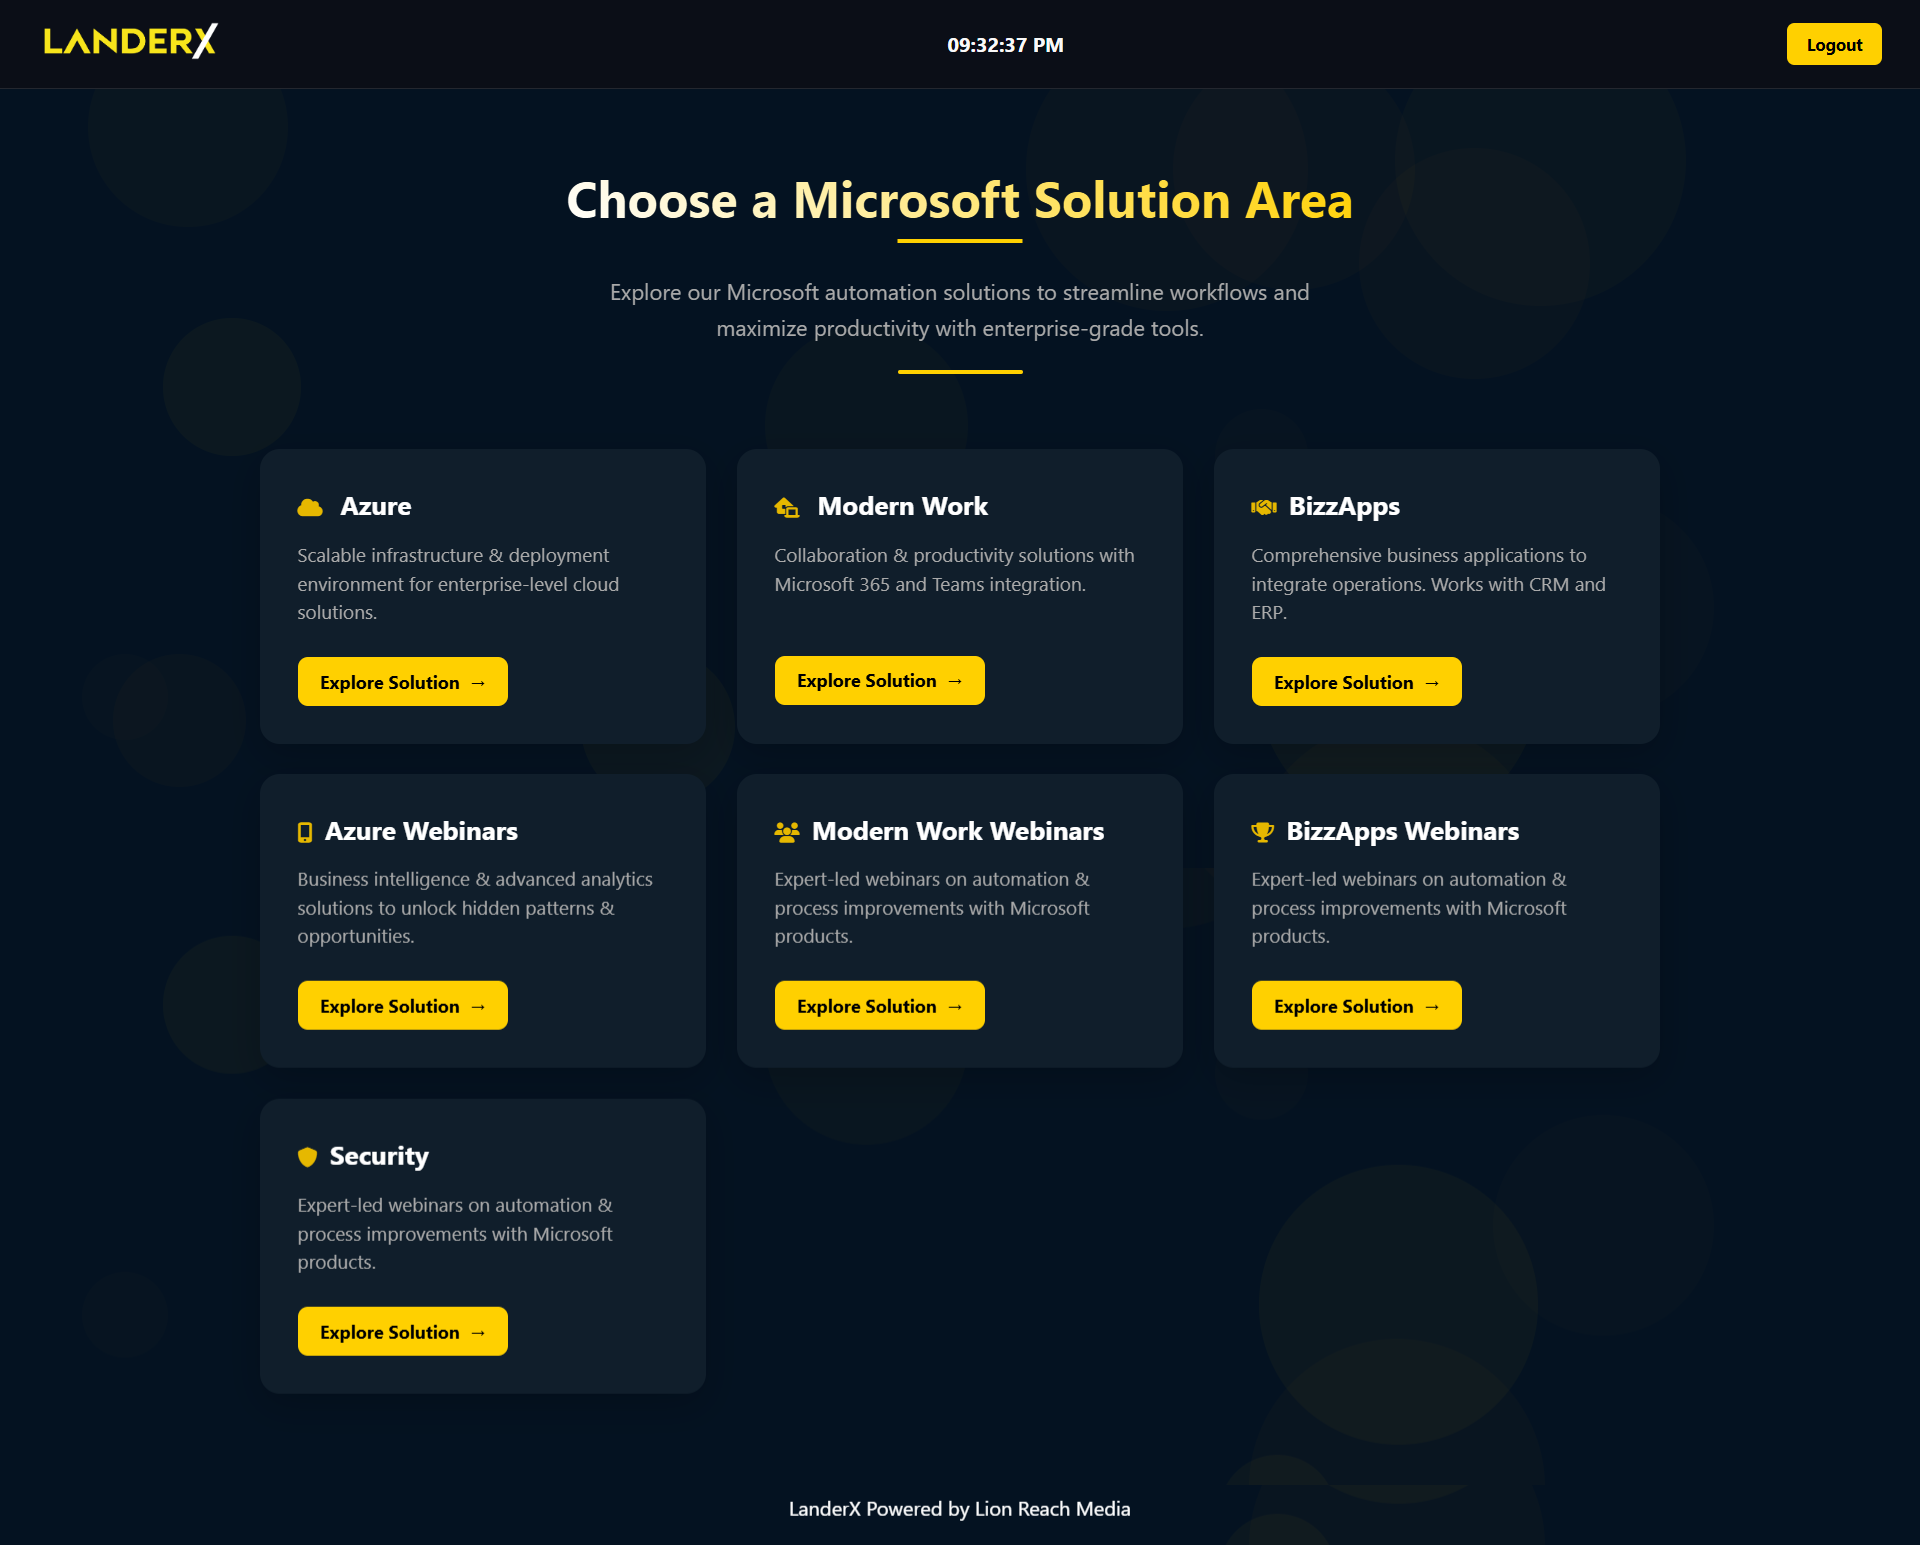 LANDERX
09:32:37 PM
Logout
Choose a Microsoft Solution Area
Explore our Microsoft automation solutions to streamline workflows and
maximize productivity with enterprise-grade tools.
Azure
Scalable infrastructure & deployment
environment for enterprise-level cloud
solutions.
Explore Solution →
Modern Work
Collaboration & productivity solutions with
Microsoft 365 and Teams integration.
Explore Solution →
BizzApps
Comprehensive business applications to
integrate operations. Works with CRM and
ERP.
Explore Solution →
Azure Webinars
Business intelligence & advanced analytics
solutions to unlock hidden patterns &
opportunities.
Explore Solution →
Modern Work Webinars
Expert-led webinars on automation &
process improvements with Microsoft
products.
Explore Solution →
BizzApps Webinars
Expert-led webinars on automation &
process improvements with Microsoft
products.
Explore Solution →
Security
Expert-led webinars on automation &
process improvements with Microsoft
products.
Explore Solution →
LanderX Powered by Lion Reach Media